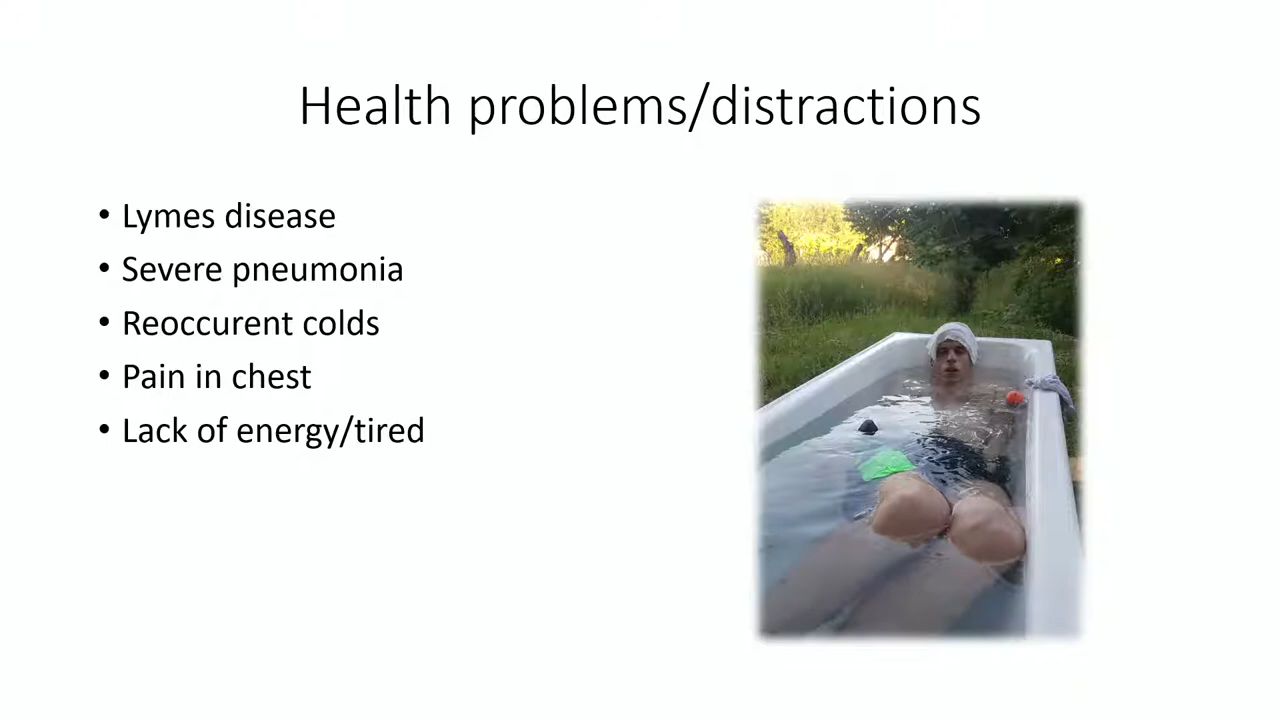 Health problems/distractions
• Lymes disease
• Severe pneumonia
• Reoccurent colds
• Pain in chest
• Lack of energy/tired